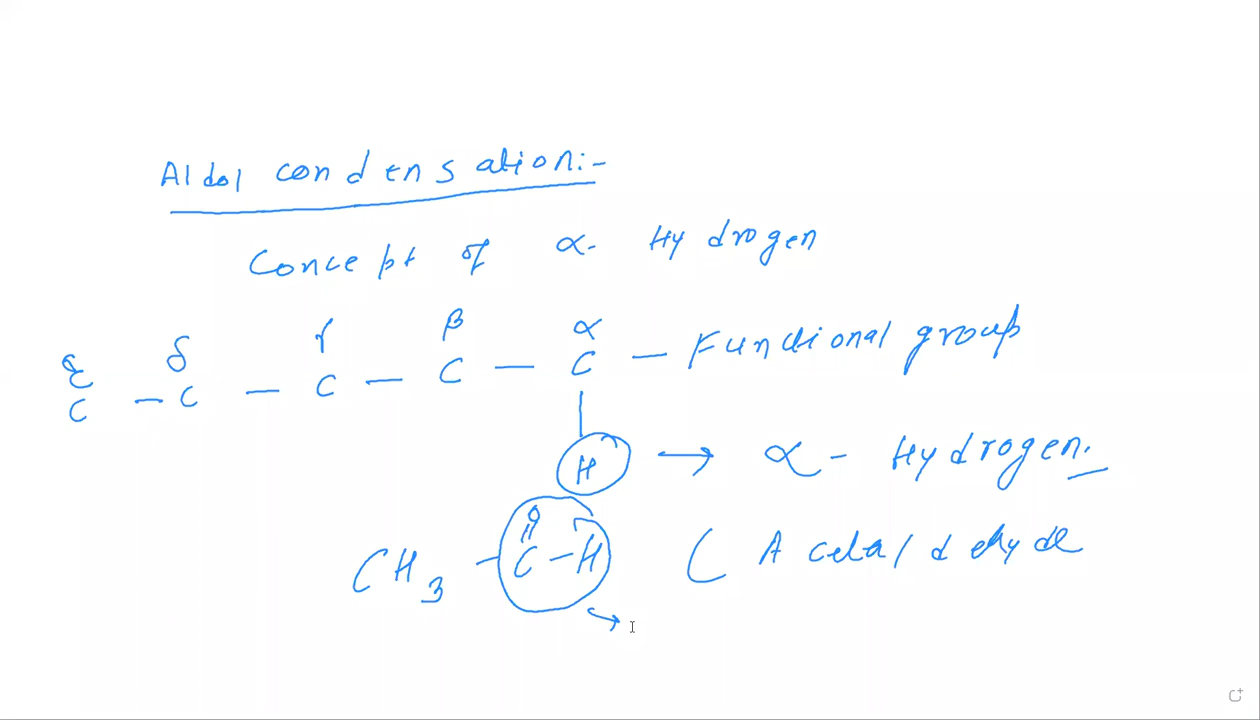 Aldol condensation:-
Concept of α- Hydrogen
ε δ γ β α
C - C - C - C - C - Functional group
H → α - Hydrogen.
O
CH3 - C - H ( Acetaldehyde